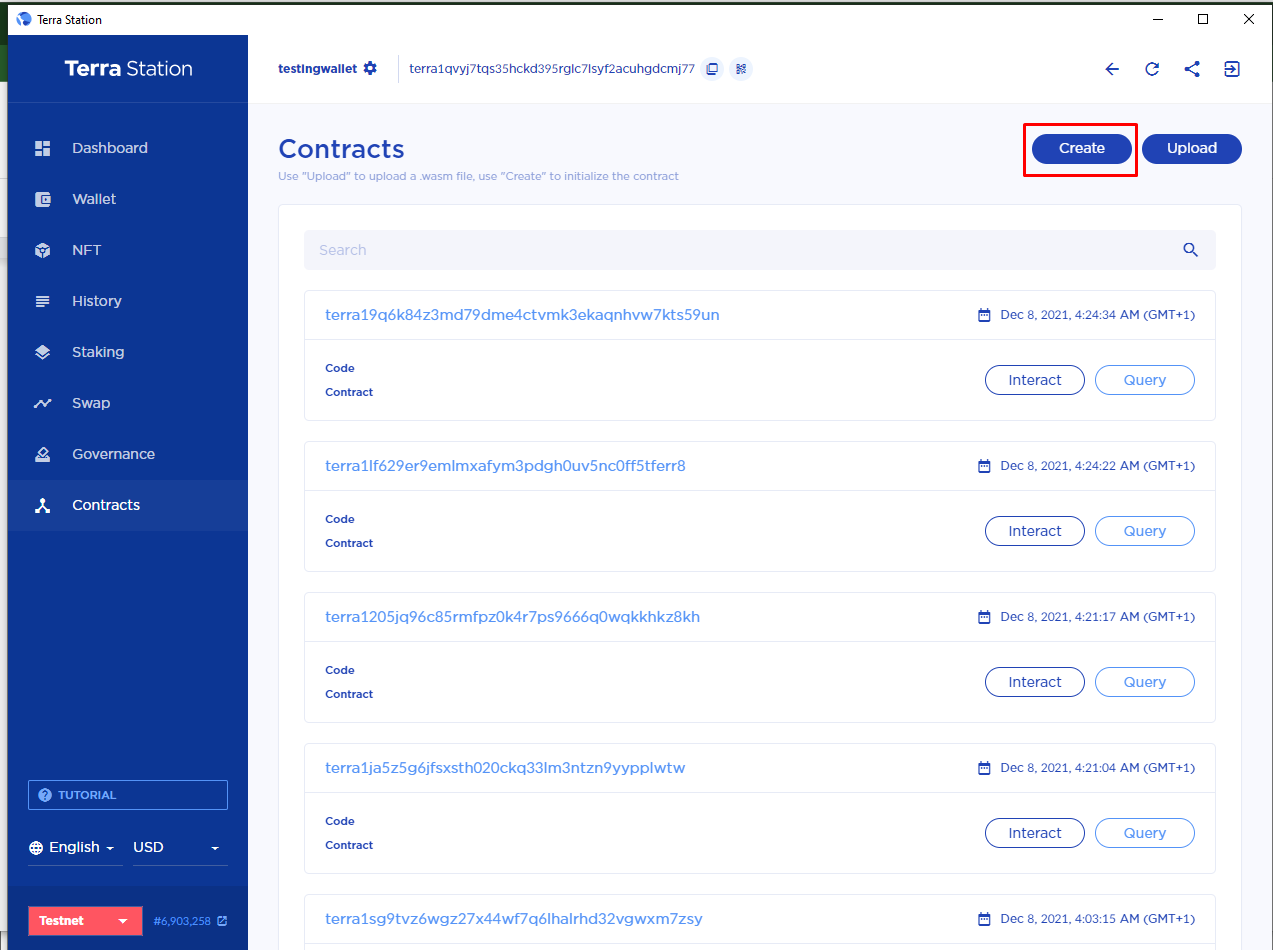 Terra Station
Terra Station
testingwallet
terra1qvyj7tqs35hckd395rglc7lsyf2acuhgdcmj77
Dashboard
Wallet
NFT
History
Staking
Swap
Governance
Contracts
TUTORIAL
English USD
Testnet #6,903,258
Contracts
Use "Upload" to upload a .wasm file, use "Create" to initialize the contract
Create Upload
Search
terra19q6k84z3md79dme4ctvmk3ekaqnhvw7kts59un Dec 8, 2021, 4:24:34 AM (GMT+1)
Code
Contract
Interact Query
terra1lf629er9emlmxafym3pdgh0uv5nc0ff5tferr8 Dec 8, 2021, 4:24:22 AM (GMT+1)
Code
Contract
Interact Query
terra1205jq96c85rmfpz0k4r7ps9666q0wqkkhkz8kh Dec 8, 2021, 4:21:17 AM (GMT+1)
Code
Contract
Interact Query
terra1ja5z5g6jfsxsth020ckq33lm3ntzn9yypplwtw Dec 8, 2021, 4:21:04 AM (GMT+1)
Code
Contract
Interact Query
terra1sg9tvz6wgz27x44wf7q6lhalrhd32vgwxm7zsy Dec 8, 2021, 4:03:15 AM (GMT+1)